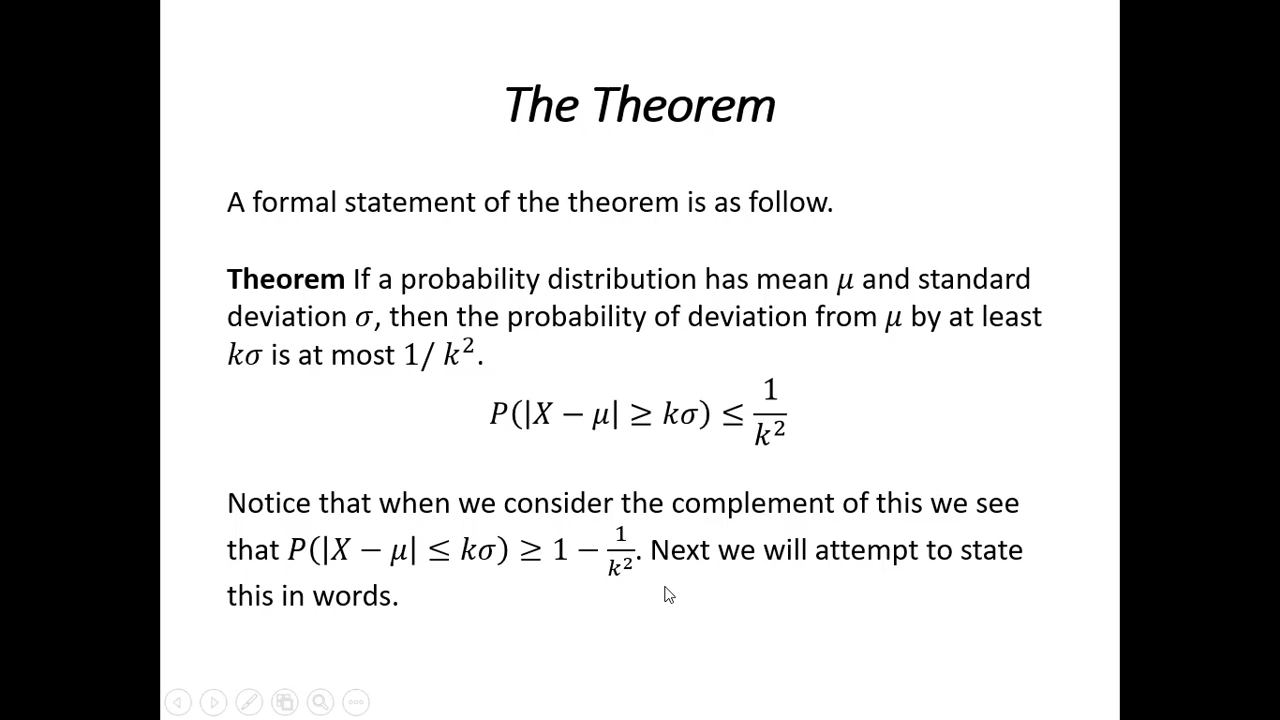 The Theorem
A formal statement of the theorem is as follow.
Theorem If a probability distribution has mean μ and standard
deviation σ, then the probability of deviation from μ by at least
kσ is at most 1/ k².
P(|X − μ| ≥ kσ) ≤ 1/k²
Notice that when we consider the complement of this we see
that P(|X − μ| ≤ kσ) ≥ 1 − 1/k². Next we will attempt to state
this in words.